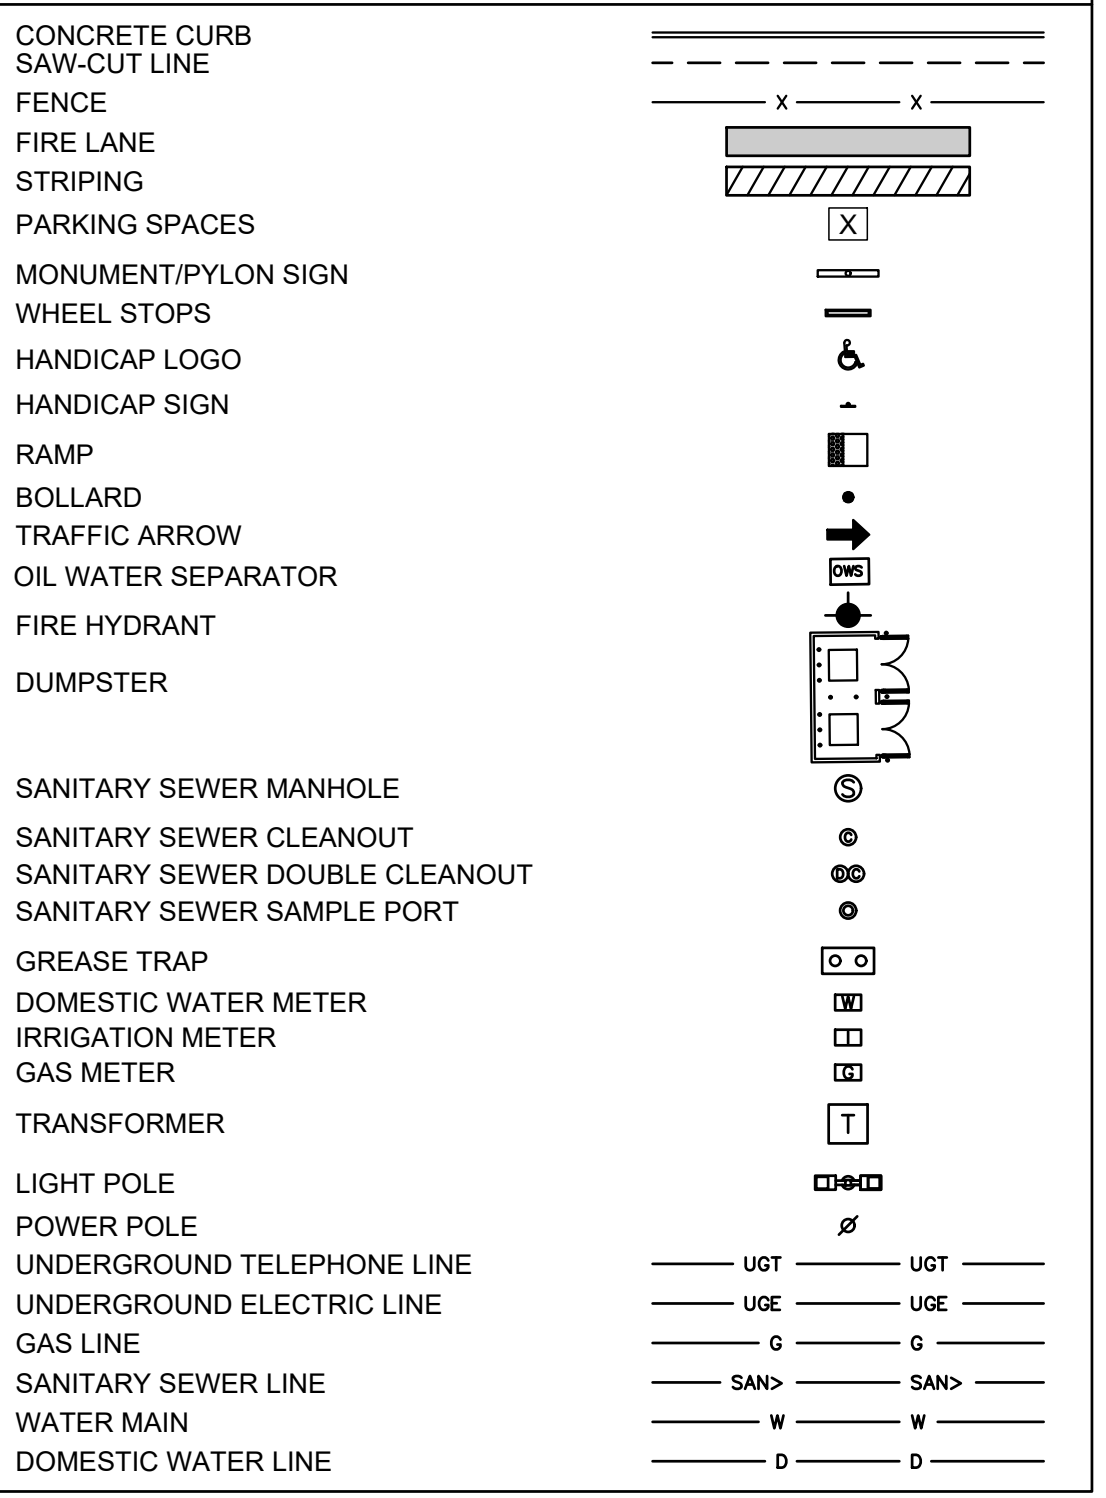 CONCRETE CURB
SAW-CUT LINE
FENCE X X
FIRE LANE
STRIPING
PARKING SPACES X
MONUMENT/PYLON SIGN
WHEEL STOPS
HANDICAP LOGO
HANDICAP SIGN
RAMP
BOLLARD
TRAFFIC ARROW
OIL WATER SEPARATOR OWS
FIRE HYDRANT
DUMPSTER
SANITARY SEWER MANHOLE S
SANITARY SEWER CLEANOUT C
SANITARY SEWER DOUBLE CLEANOUT DC
SANITARY SEWER SAMPLE PORT
GREASE TRAP
DOMESTIC WATER METER W
IRRIGATION METER
GAS METER G
TRANSFORMER T
LIGHT POLE
POWER POLE
UNDERGROUND TELEPHONE LINE UGT UGT
UNDERGROUND ELECTRIC LINE UGE UGE
GAS LINE G G
SANITARY SEWER LINE SAN> SAN>
WATER MAIN W W
DOMESTIC WATER LINE D D